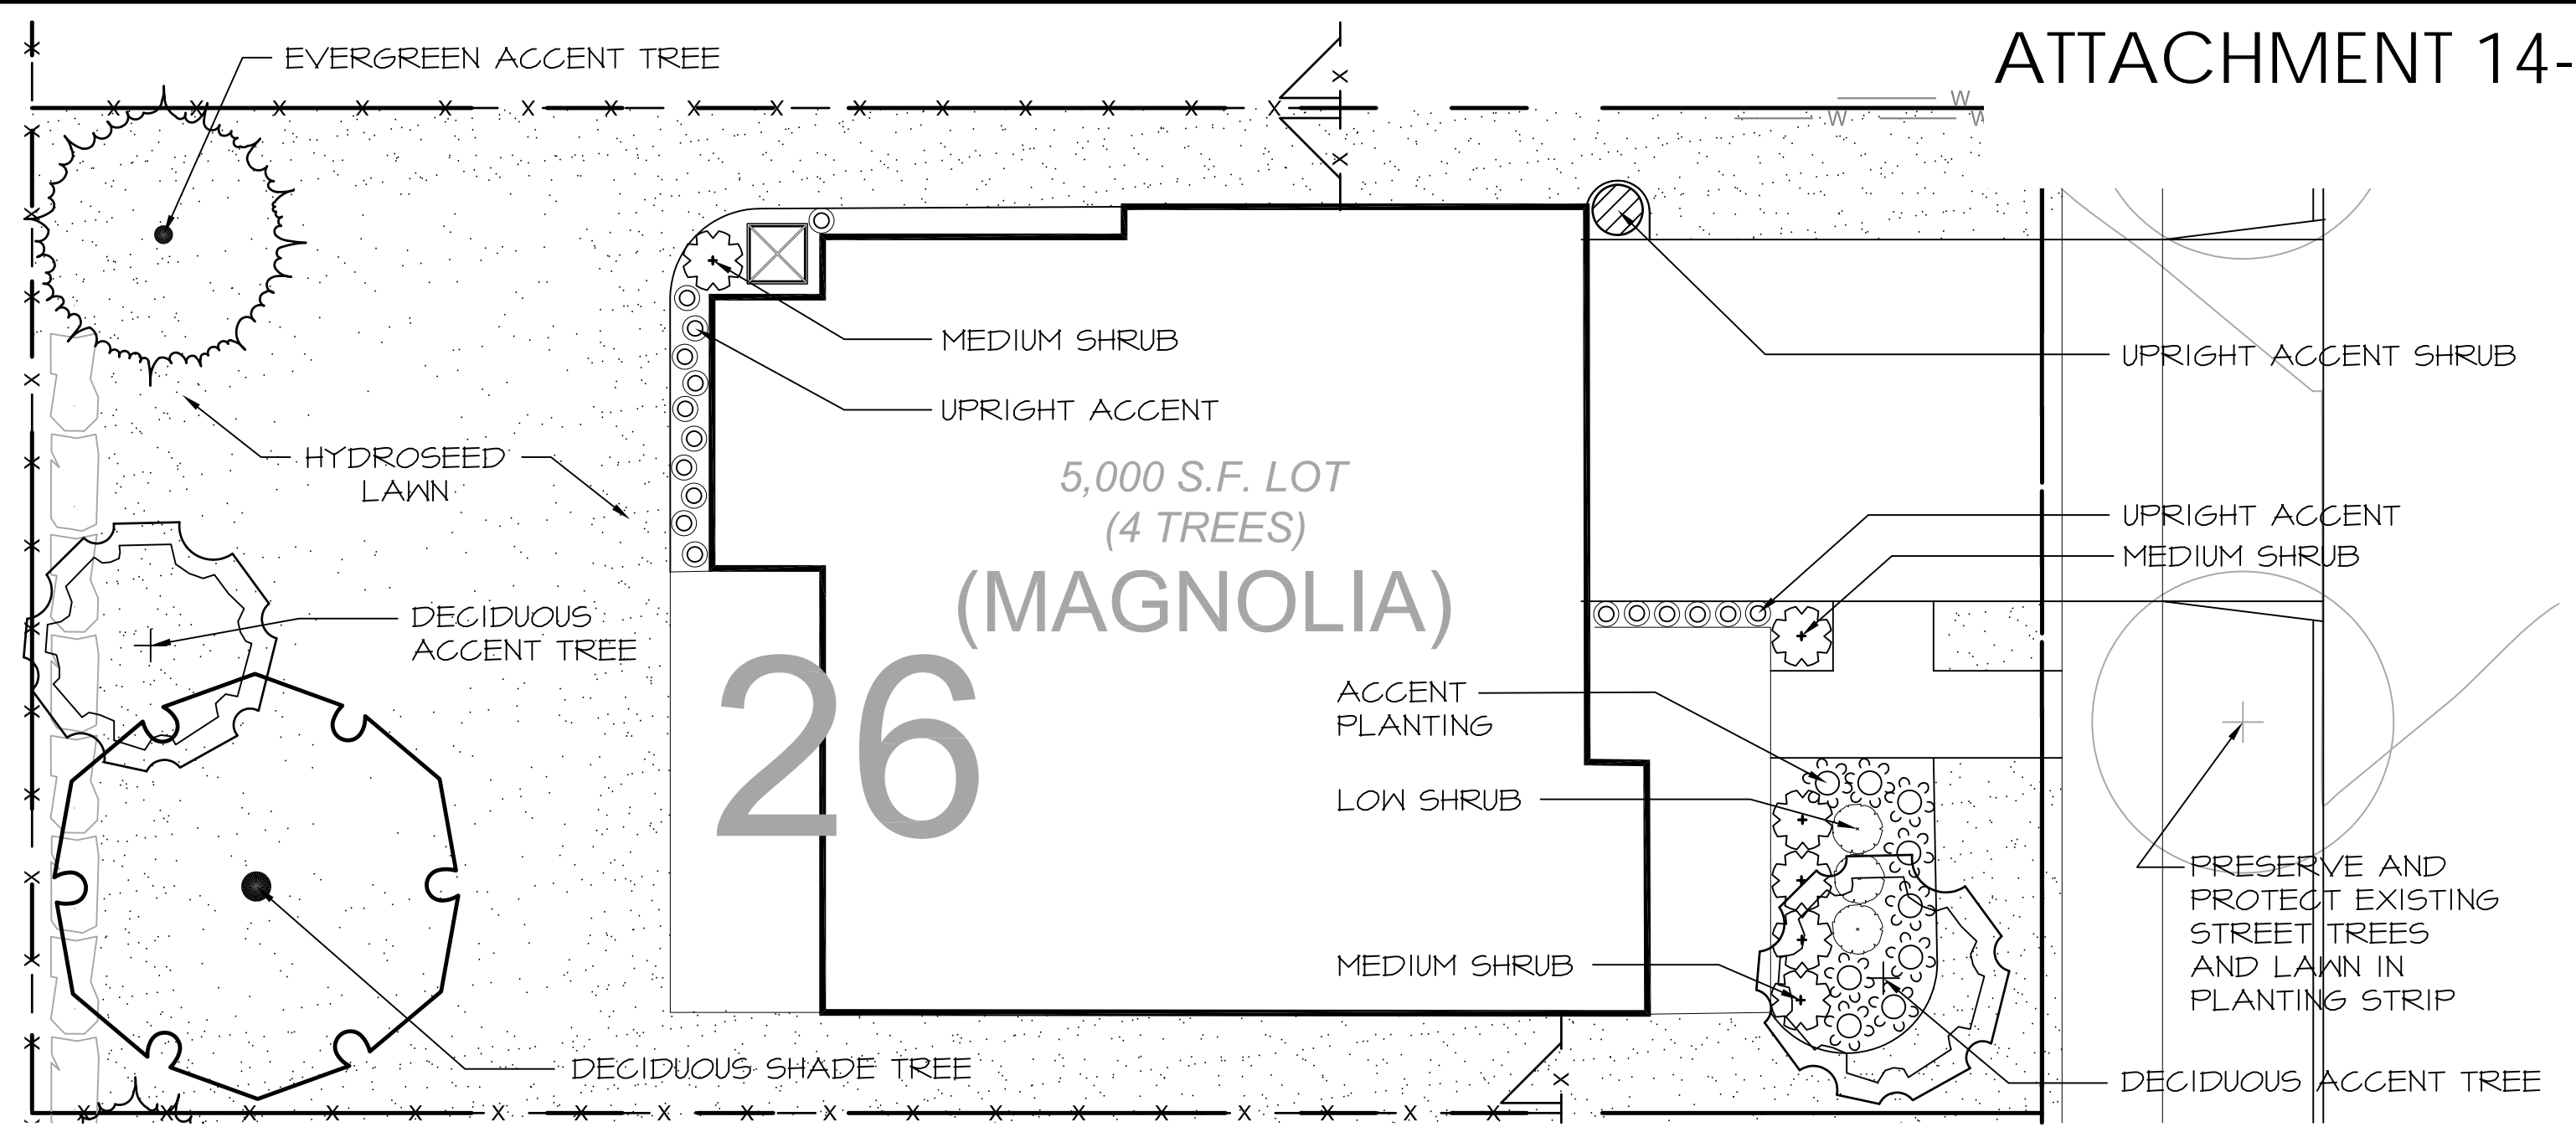 ATTACHMENT 14-
EVERGREEN ACCENT TREE
W
W
W
MEDIUM SHRUB
UPRIGHT ACCENT SHRUB
UPRIGHT ACCENT
HYDROSEED
LAWN
5,000 S.F. LOT
(4 TREES)
(MAGNOLIA)
26
UPRIGHT ACCENT
MEDIUM SHRUB
DECIDUOUS
ACCENT TREE
ACCENT
PLANTING
LOW SHRUB
MEDIUM SHRUB
PRESERVE AND
PROTECT EXISTING
STREET TREES
AND LAWN IN
PLANTING STRIP
DECIDUOUS SHADE TREE
DECIDUOUS ACCENT TREE